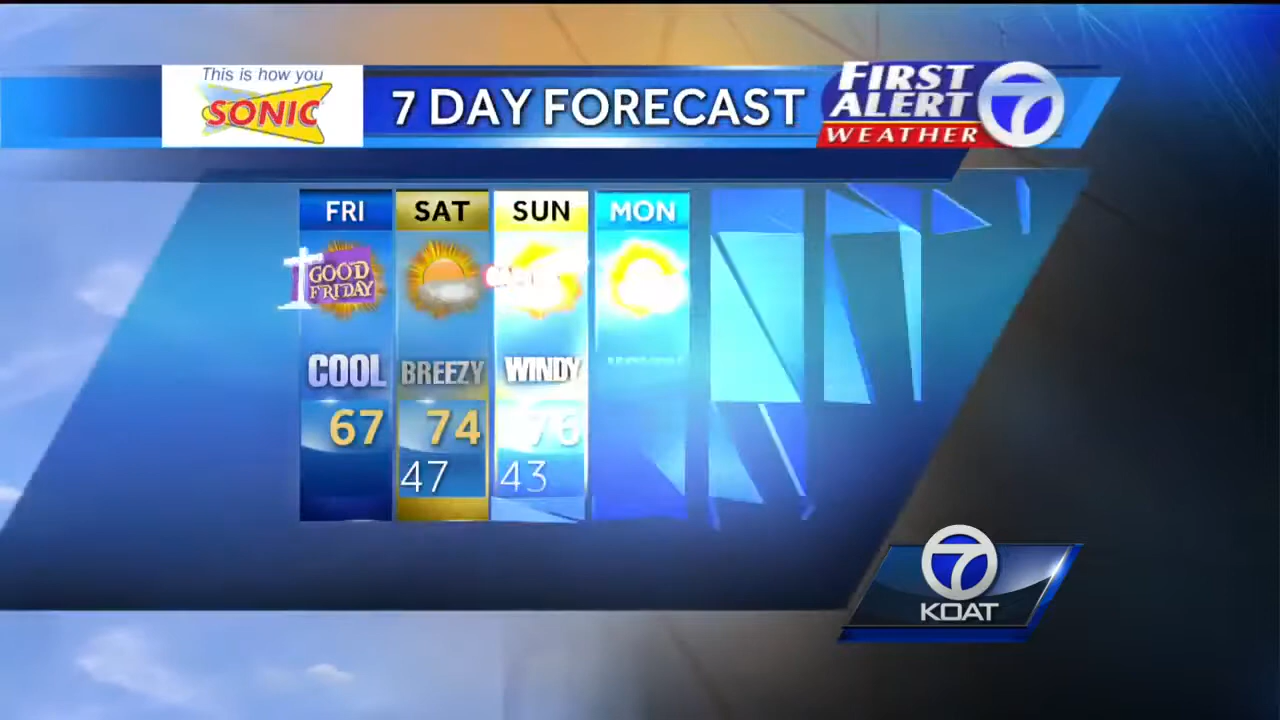 This is how you
SONIC
7 DAY FORECAST
FIRST
ALERT
WEATHER
7
FRI
SAT
SUN
MON
GOOD
FRIDAY
COOL
BREEZY
WINDY
67
74
76
47
43
7
KOAT